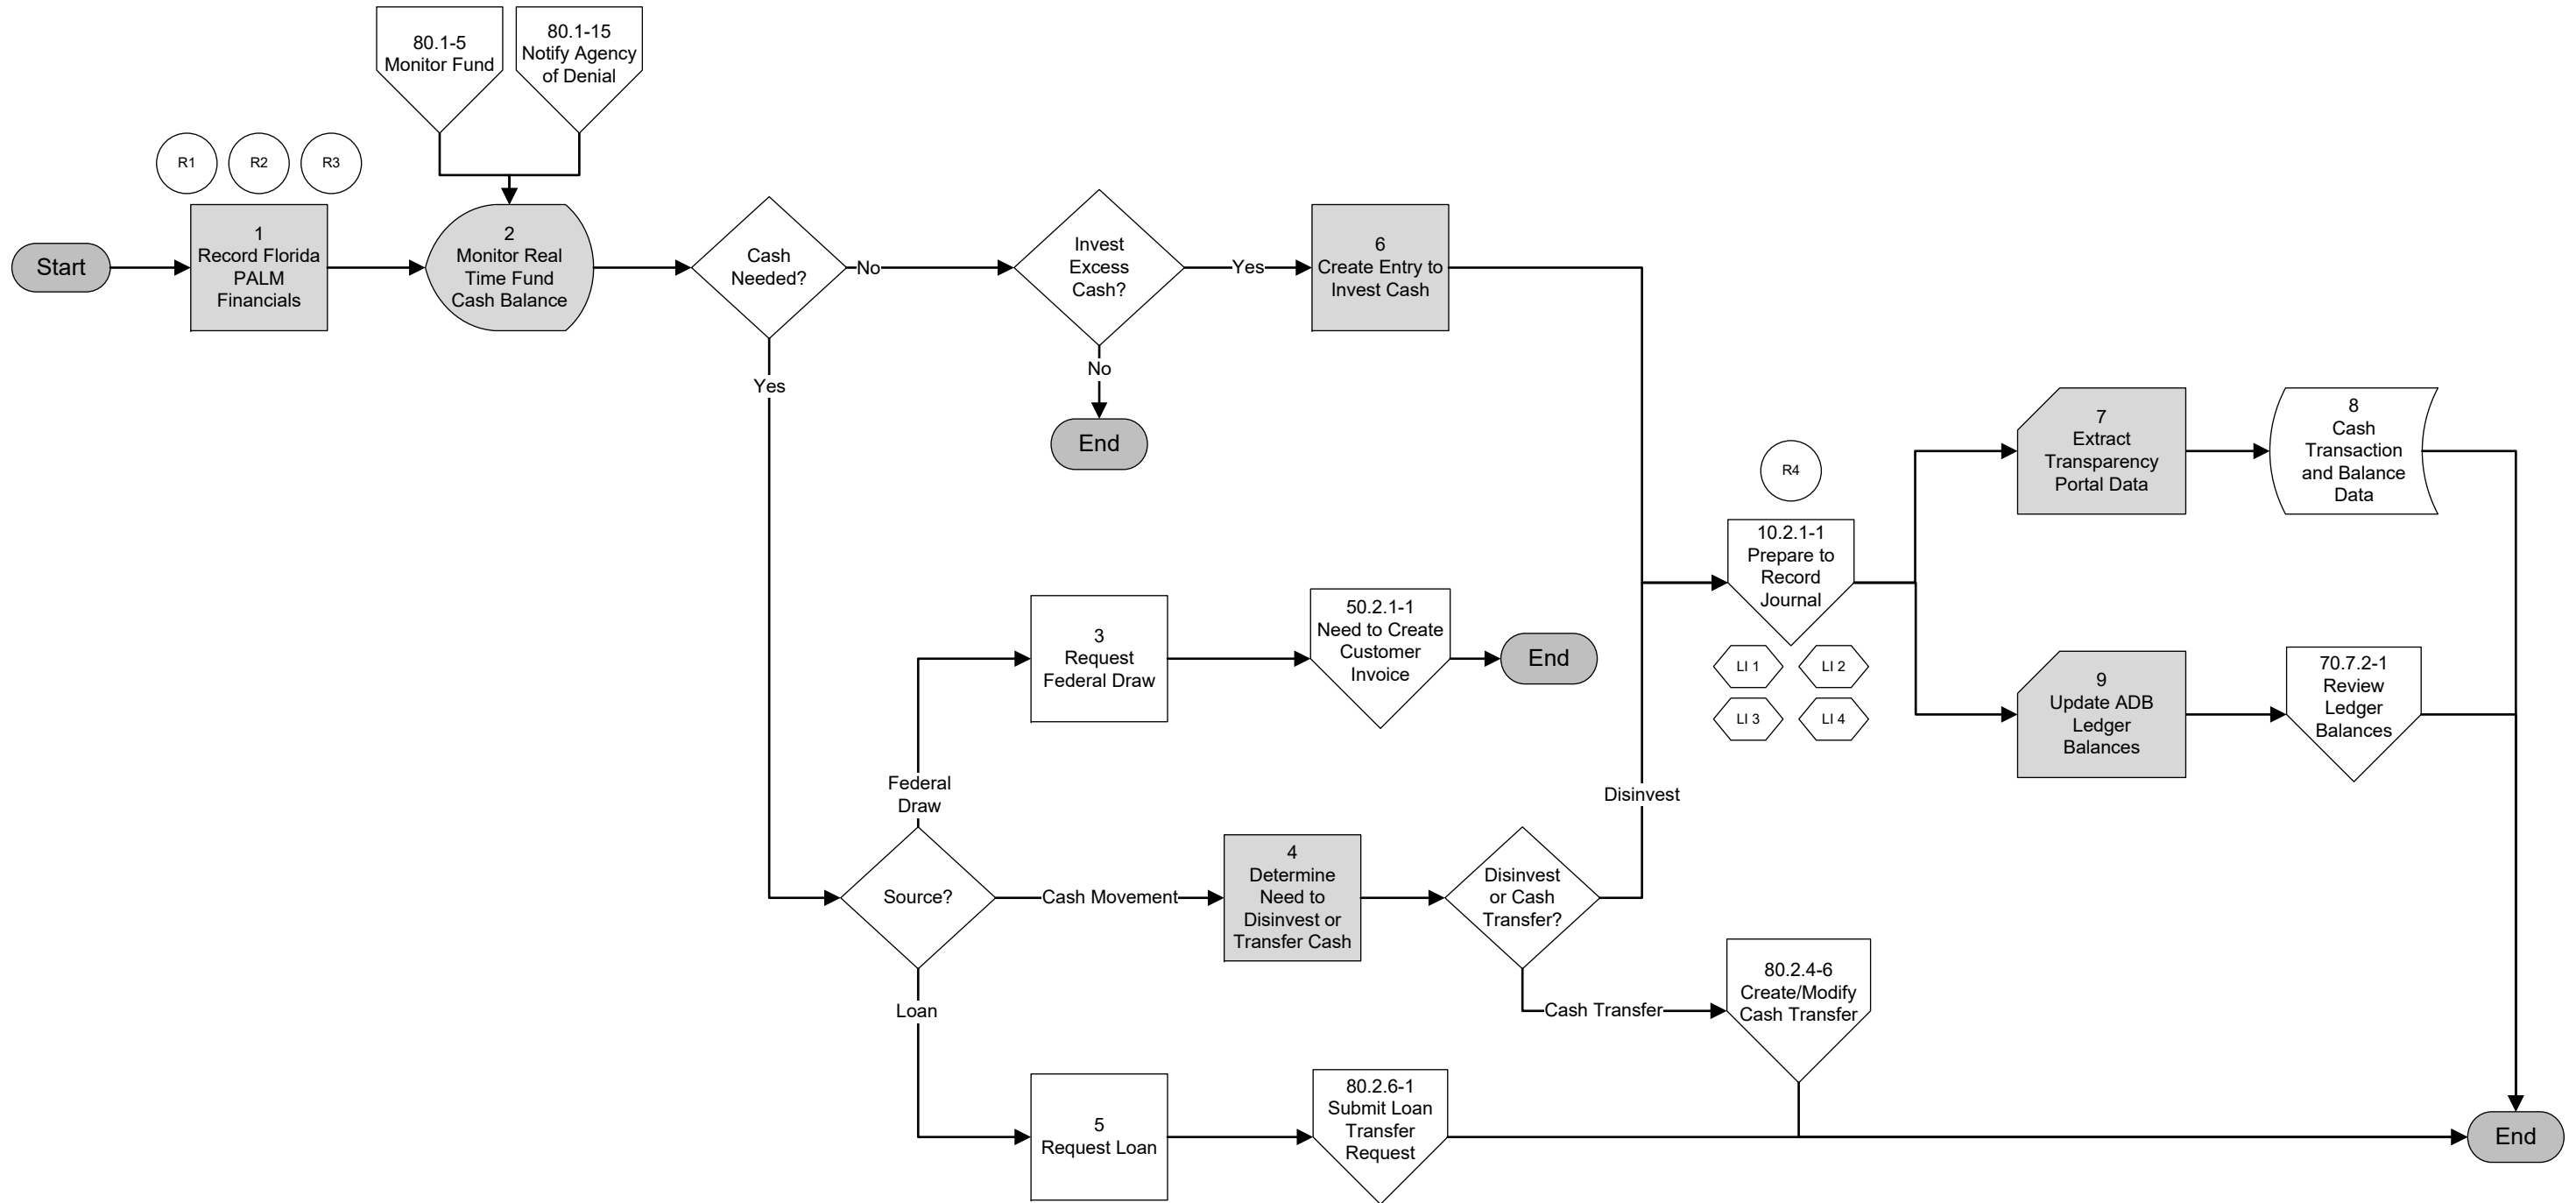 80.1-5
Monitor Fund
80.1-15
Notify Agency
of Denial
R1
R2
R3
Start
1
Record Florida
PALM
Financials
2
Monitor Real
Time Fund
Cash Balance
Cash
Needed?
No
Invest
Excess
Cash?
Yes
6
Create Entry to
Invest Cash
Yes
No
End
R4
10.2.1-1
Prepare to
Record
Journal
LI 1
LI 2
LI 3
LI 4
7
Extract
Transparency
Portal Data
8
Cash
Transaction
and Balance
Data
9
Update ADB
Ledger
Balances
70.7.2-1
Review
Ledger
Balances
3
Request
Federal Draw
50.2.1-1
Need to Create
Customer
Invoice
End
Federal
Draw
Disinvest
Source?
Cash Movement
4
Determine
Need to
Disinvest or
Transfer Cash
Disinvest
or Cash
Transfer?
Cash Transfer
80.2.4-6
Create/Modify
Cash Transfer
Loan
5
Request Loan
80.2.6-1
Submit Loan
Transfer
Request
End